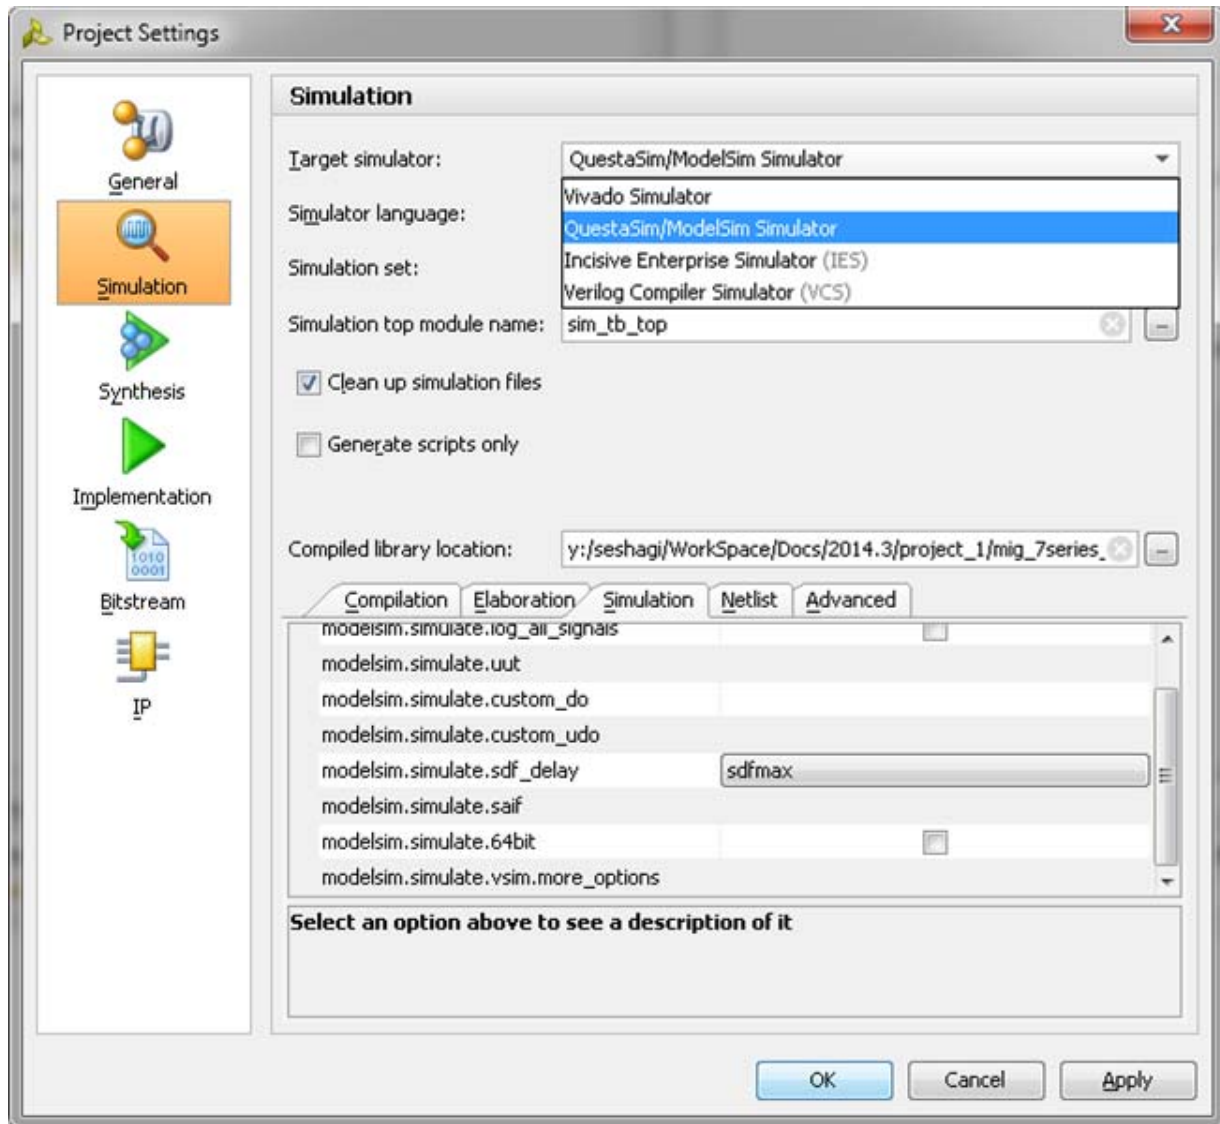 Project Settings
General
Simulation
Synthesis
Implementation
Bitstream
IP
Simulation
Target simulator: QuestaSim/ModelSim Simulator
Vivado Simulator
Simulator language:
QuestaSim/ModelSim Simulator
Simulation set:
Incisive Enterprise Simulator (IES)
Verilog Compiler Simulator (VCS)
Simulation top module name: sim_tb_top
Clean up simulation files
Generate scripts only
Compiled library location: y:/seshagi/WorkSpace/Docs/2014.3/project_1/mig_7series_
Compilation Elaboration Simulation Netlist Advanced
modelsim.simulate.log_all_signals
modelsim.simulate.uut
modelsim.simulate.custom_do
modelsim.simulate.custom_udo
modelsim.simulate.sdf_delay sdfmax
modelsim.simulate.saif
modelsim.simulate.64bit
modelsim.simulate.vsim.more_options
Select an option above to see a description of it
OK Cancel Apply